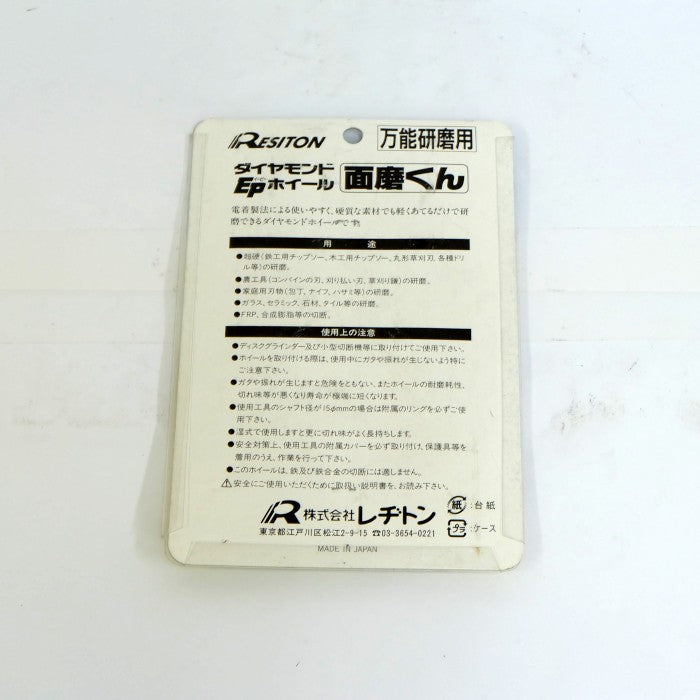 RESITON 万能研磨用
ダイヤモンド
Epホイール 面磨くん
電着製法による使いやすく、硬質な素材でも軽くあてるだけで研
磨できるダイヤモンドホイールです。
用 途
●超硬(鉄工用チップソー、木工用チップソー、丸形草刈刃、各種ドリ
ル等)の研磨。
●農工具(コンバインの刃、刈り払い刃、草刈り鎌)の研磨。
●家庭用刃物(包丁、ナイフ、ハサミ等)の研磨。
●ガラス、セラミック、石材、タイル等の研磨。
●FRP、合成樹脂等の切断。
使用上の注意
●ディスクグラインダー及び小型切断機等に取り付けてご使用下さい。
●ホイールを取り付ける際は、使用中にガタや振れが生じないよう特に
ご注意下さい。
●ガタや振れが生じますと危険をともない、またホイールの耐磨耗性、
切れ味等が悪くなり寿命が極端に短くなります。
●使用工具のシャフト径が15φmmの場合は附属のリングを必ずご使
用下さい。
●湿式で使用しますと更に切れ味がよく長持ちします。
●安全対策上、使用工具の附属カバーを必ず取り付け、保護具等を
着用のうえ、作業を行って下さい。
●このホイールは、鉄及び鉄合金の切断には適しません。
⚠安全にご使用いただくために取扱い説明書を、お読み下さい。
R 株式会社レヂトン
東京都江戸川区松江2-9-15 ☎03-3654-0221
紙:台紙
プラ:ケース
MADE IN JAPAN